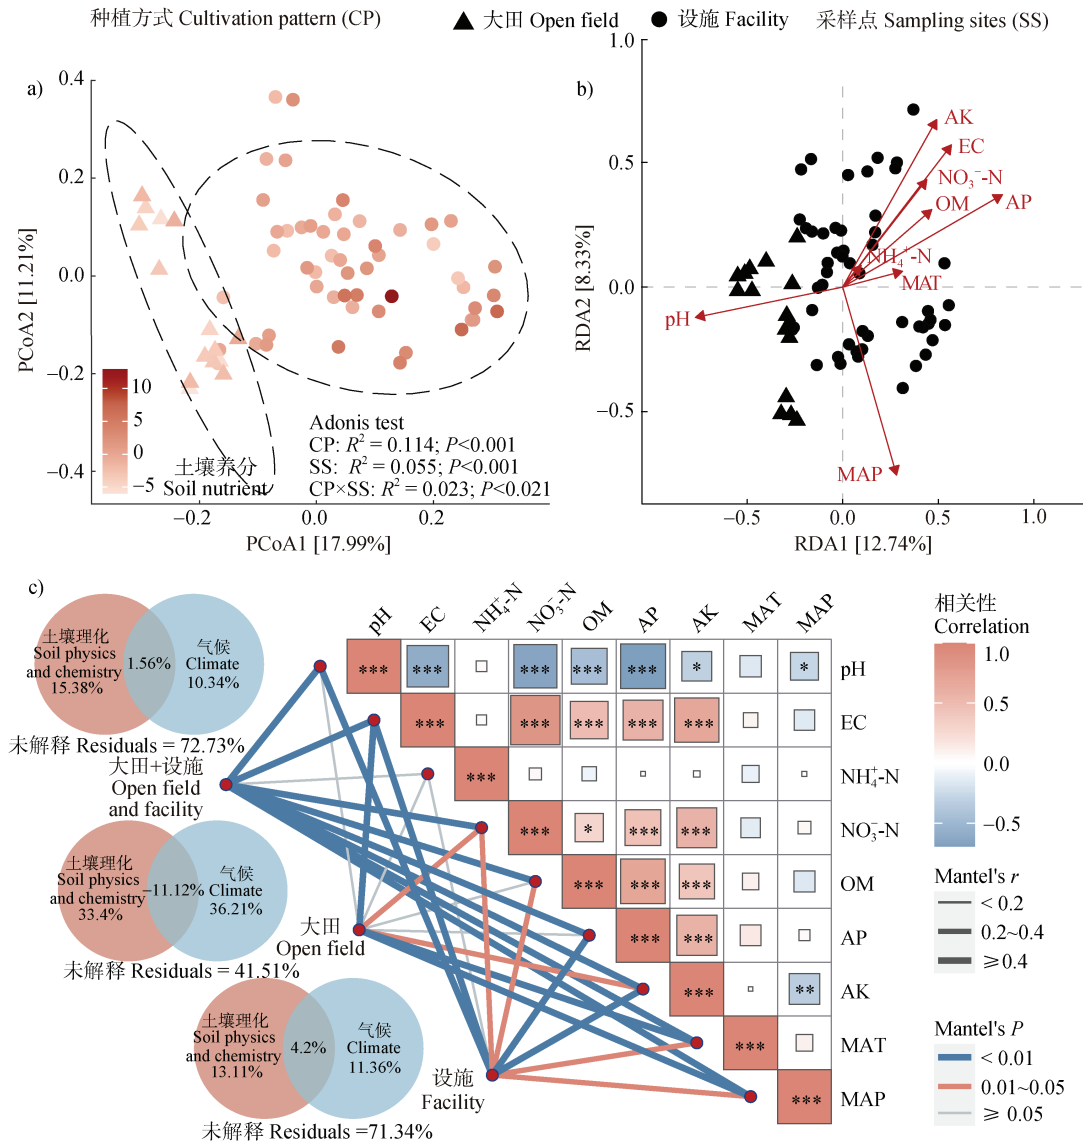 种植方式 Cultivation pattern (CP)
大田 Open field
设施 Facility
采样点 Sampling sites (SS)
a)
0.4
0.2
0.0
−0.2
−0.4
PCoA2 [11.21%]
10
5
0
−5
土壤养分
Soil nutrient
Adonis test
CP: R² = 0.114; P<0.001
SS: R² = 0.055; P<0.001
CP×SS: R² = 0.023; P<0.021
−0.2
0.0
0.2
PCoA1 [17.99%]
b)
1.0
0.5
0.0
−0.5
RDA2 [8.33%]
AK
EC
NO₃⁻-N
OM
AP
NH₄⁺-N
MAT
pH
MAP
−0.5
0.0
0.5
1.0
RDA1 [12.74%]
c)
土壤理化
Soil physics
and chemistry
15.38%
1.56%
气候
Climate
10.34%
未解释 Residuals = 72.73%
大田+设施
Open field
and facility
土壤理化
Soil physics
and chemistry
33.4%
−11.12%
气候
Climate
36.21%
未解释 Residuals = 41.51%
大田
Open field
土壤理化
Soil physics
and chemistry
13.11%
4.2%
气候
Climate
11.36%
未解释 Residuals =71.34%
设施
Facility
pH
EC
NH₄⁺-N
NO₃⁻-N
OM
AP
AK
MAT
MAP
*** *** *** *** *** * * pH
*** *** *** *** *** EC
*** NH₄⁺-N
*** * *** *** NO₃⁻-N
*** *** *** OM
*** *** AP
*** ** AK
*** MAT
*** MAP
相关性
Correlation
1.0
0.5
0.0
−0.5
Mantel's r
< 0.2
0.2~0.4
⩾0.4
Mantel's P
< 0.01
0.01~0.05
⩾ 0.05